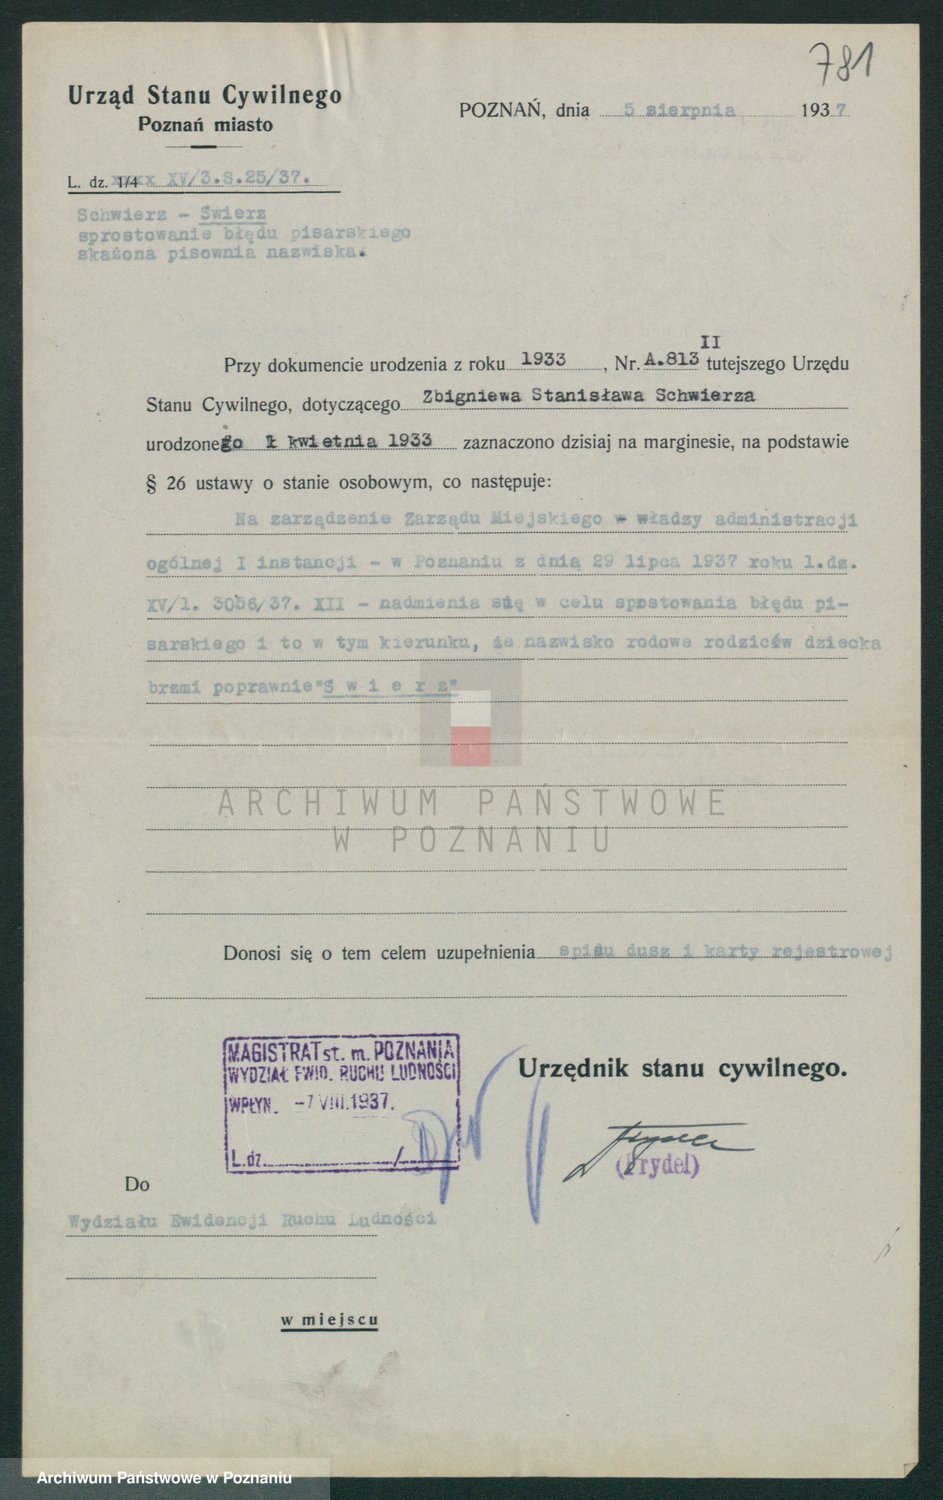 781
Urząd Stanu Cywilnego
Poznań miasto
POZNAŃ, dnia 5 sierpnia 1937
L. dz. 1/4 xxxx XV/3.S.25/37.
Schwierz - Świerz
sprostowanie błędu pisarskiego
skażona pisownia nazwiska.
II
Przy dokumencie urodzenia z roku 1933, Nr. A.813 tutejszego Urzędu
Stanu Cywilnego, dotyczącego Zbigniewa Stanisława Schwierza
urodzonego 1 kwietnia 1933 zaznaczono dzisiaj na marginesie, na podstawie
§ 26 ustawy o stanie osobowym, co następuje:
Na zarządzenie Zarządu Miejskiego - władzy administracji
ogólnej I instancji - w Poznaniu z dnia 29 lipca 1937 roku l.dz.
XV/1. 3056/37. XII - nadmienia się w celu sprostowania błędu pi-
sarskiego i to w tym kierunku, że nazwisko rodowe rodziców dziecka
brzmi poprawnie "Ś w i e r z"
ARCHIWUM PAŃSTWOWE
W POZNANIU
Donosi się o tem celem uzupełnienia spisu dusz i karty rejestrowej
MAGISTRAT st. m. POZNANIA
WYDZIAŁ EWID. RUCHU LUDNOŚCI
WPŁYN. -7 VIII.1937.
L. dz. /
Urzędnik stanu cywilnego.
(Frydel)
Do
Wydziału Ewidencji Ruchu Ludności
w miejscu
Archiwum Państwowe w Poznaniu